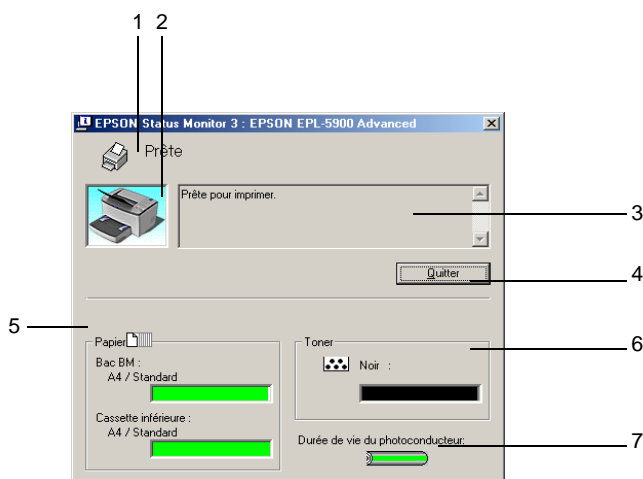 1 2
EPSON Status Monitor 3 : EPSON EPL-5900 Advanced
Prête
Prête pour imprimer.
3
Quitter
4
5
Papier
Bac BM :
A4 / Standard
Cassette inférieure :
A4 / Standard
Toner
6
Noir :
Durée de vie du photoconducteur:
7